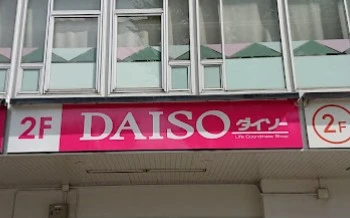 2F DAISO ダイソー
Life Coordinate Shop
2F